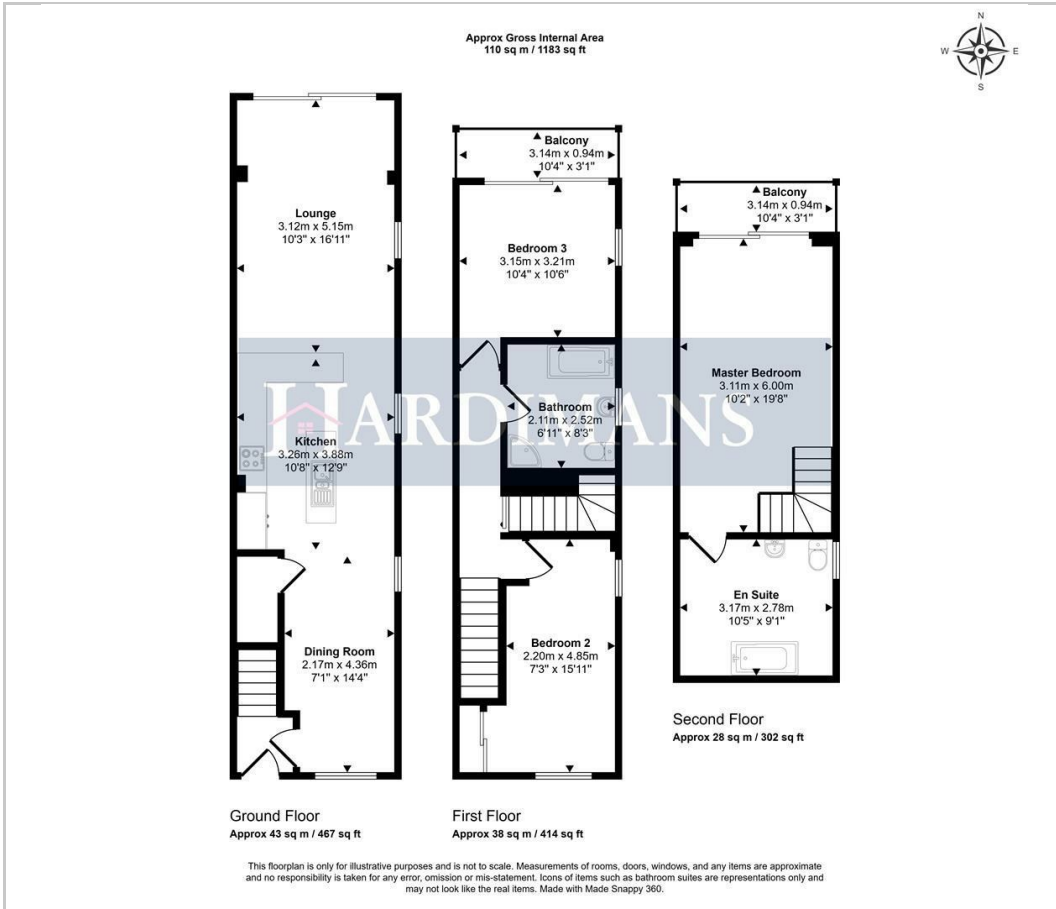 Approx Gross Internal Area
110 sq m / 1183 sq ft
N
W
E
S
Lounge
3.12m x 5.15m
10'3" x 16'11"
Kitchen
3.26m x 3.88m
10'8" x 12'9"
Dining Room
2.17m x 4.36m
7'1" x 14'4"
Ground Floor
Approx 43 sq m / 467 sq ft
Balcony
3.14m x 0.94m
10'4" x 3'1"
Bedroom 3
3.15m x 3.21m
10'4" x 10'6"
Bathroom
2.11m x 2.52m
6'11" x 8'3"
Bedroom 2
2.20m x 4.85m
7'3" x 15'11"
First Floor
Approx 38 sq m / 414 sq ft
Balcony
3.14m x 0.94m
10'4" x 3'1"
Master Bedroom
3.11m x 6.00m
10'2" x 19'8"
En Suite
3.17m x 2.78m
10'5" x 9'1"
Second Floor
Approx 28 sq m / 302 sq ft
HARDIMANS
This floorplan is only for illustrative purposes and is not to scale. Measurements of rooms, doors, windows, and any items are approximate
and no responsibility is taken for any error, omission or mis-statement. Icons of items such as bathroom suites are representations only and
may not look like the real items. Made with Made Snappy 360.